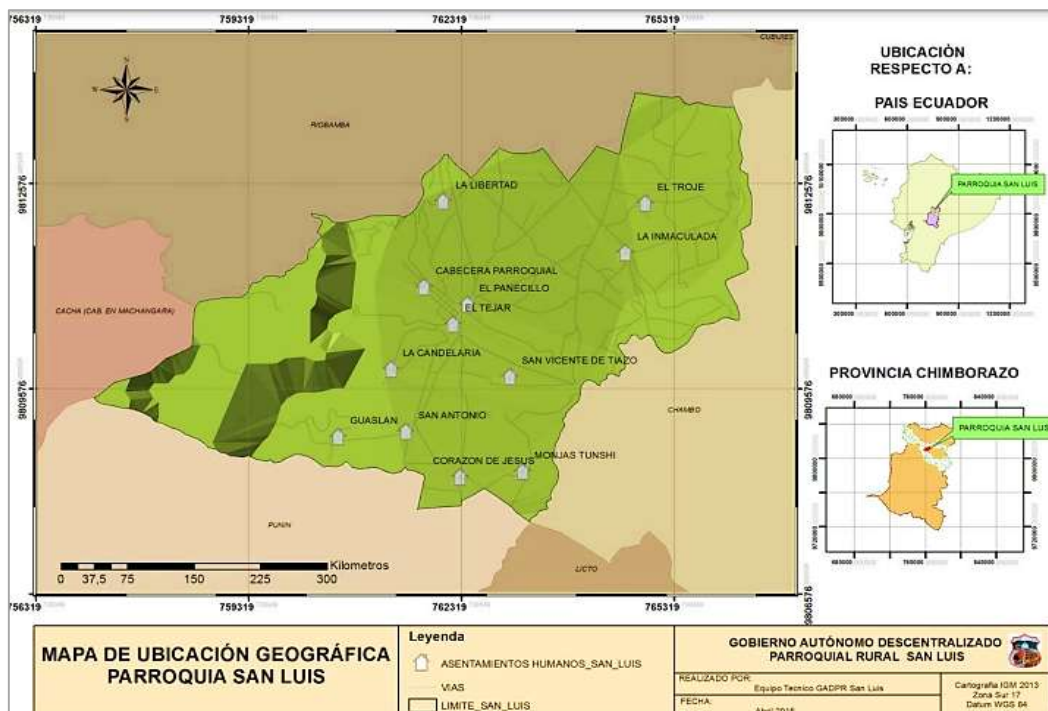 756319
759319
762319
765319
CUBIJIES
RIOBAMBA
9812576
9812576
LA LIBERTAD
EL TROJE
LA INMACULADA
CABECERA PARROQUIAL
EL PANECILLO
EL TEJAR
CACHA (CAB. EN MACHANGARA)
LA CANDELARIA
SAN VICENTE DE TIAZO
9809576
9809576
CHAMBO
GUASLAN
SAN ANTONIO
CORAZON DE JESUS
MONJAS TUNSHI
PUNIN
LICTO
Kilometros
0 37,5 75 150 225 300
9806576
756319
759319
762319
765319
UBICACIÓN
RESPECTO A:
PAIS ECUADOR
PARROQUIA SAN LUIS
PROVINCIA CHIMBORAZO
PARROQUIA SAN LUIS
MAPA DE UBICACIÓN GEOGRÁFICA
PARROQUIA SAN LUIS
Leyenda
ASENTAMIENTOS HUMANOS_SAN_LUIS
VIAS
LIMITE_SAN_LUIS
GOBIERNO AUTÓNOMO DESCENTRALIZADO
PARROQUIAL RURAL SAN LUIS
REALIZADO POR:
Equipo Tecnico GADPR San Luis
FECHA:
Cartografia IGM 2013
Zona Sur 17
Datum WGS 84